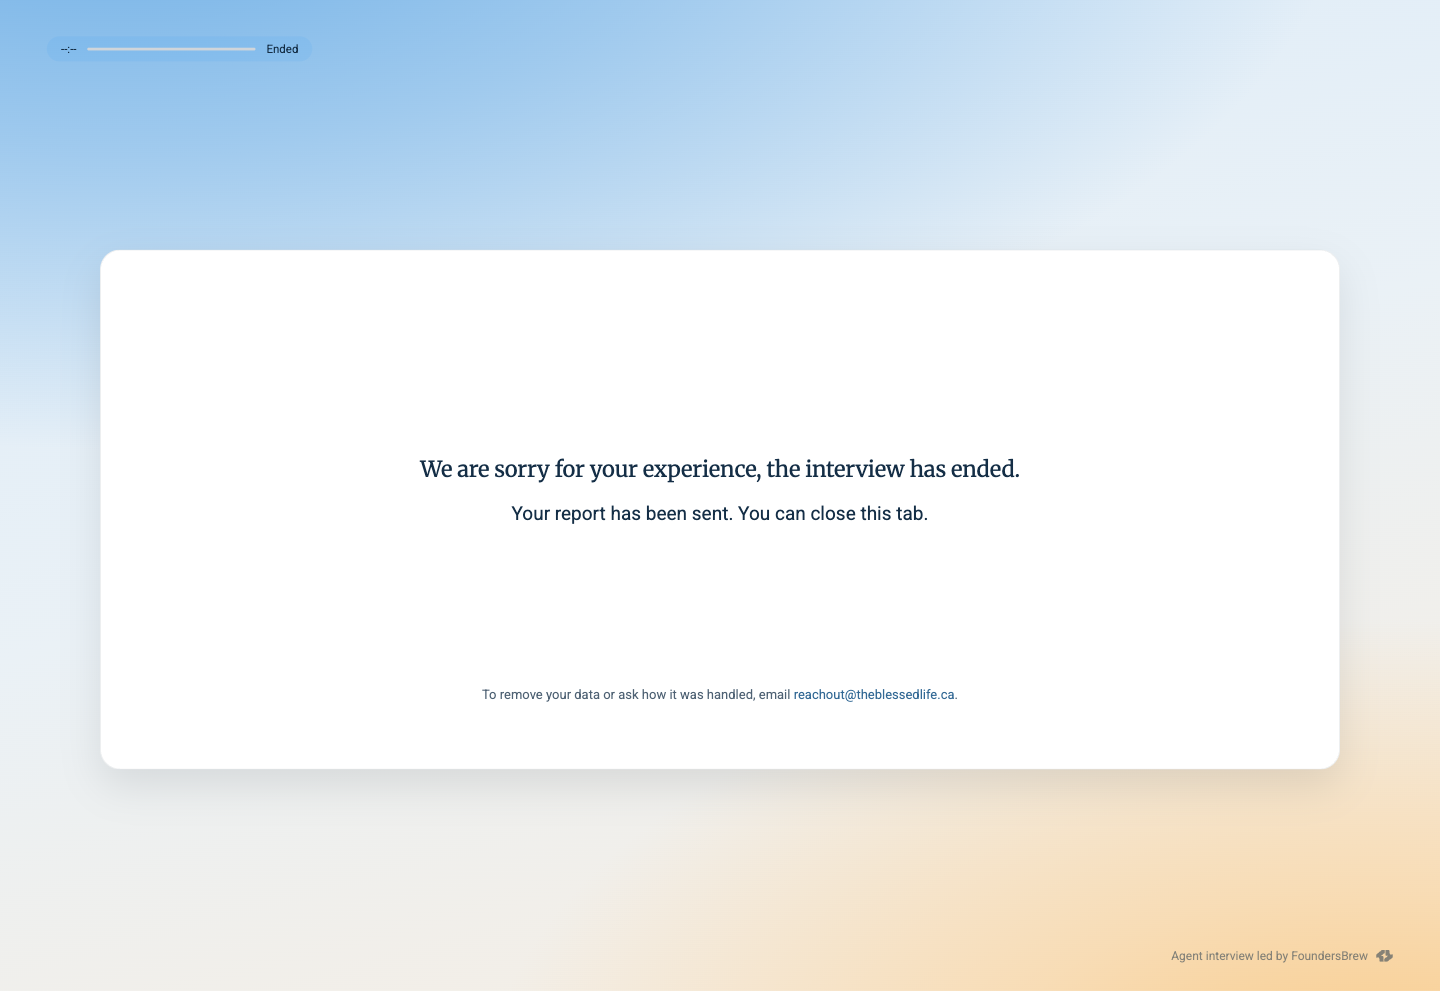 --:--
Ended
We are sorry for your experience, the interview has ended.
Your report has been sent. You can close this tab.
To remove your data or ask how it was handled, email reachout@theblessedlife.ca.
Agent interview led by FoundersBrew